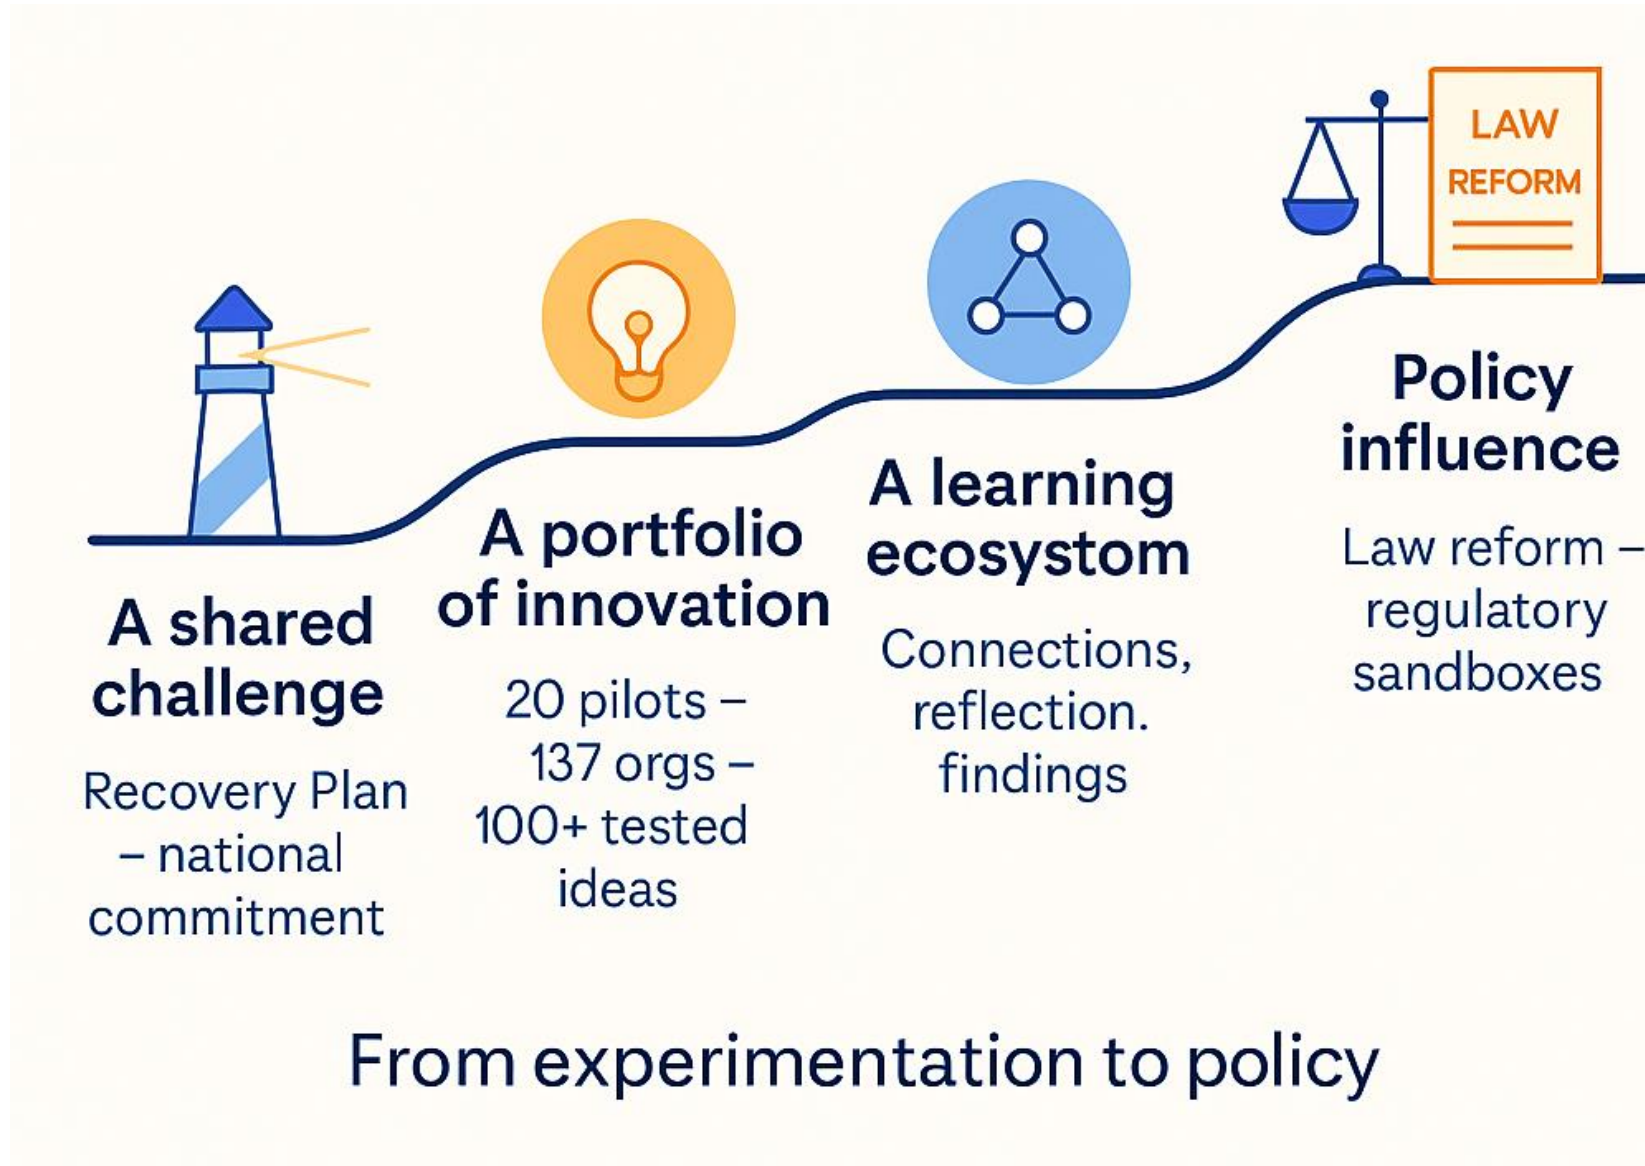 A shared
challenge
Recovery Plan
– national
commitment
A portfolio
of innovation
20 pilots –
137 orgs –
100+ tested
ideas
A learning
ecosystom
Connections,
reflection.
findings
LAW
REFORM
Policy
influence
Law reform –
regulatory
sandboxes
From experimentation to policy